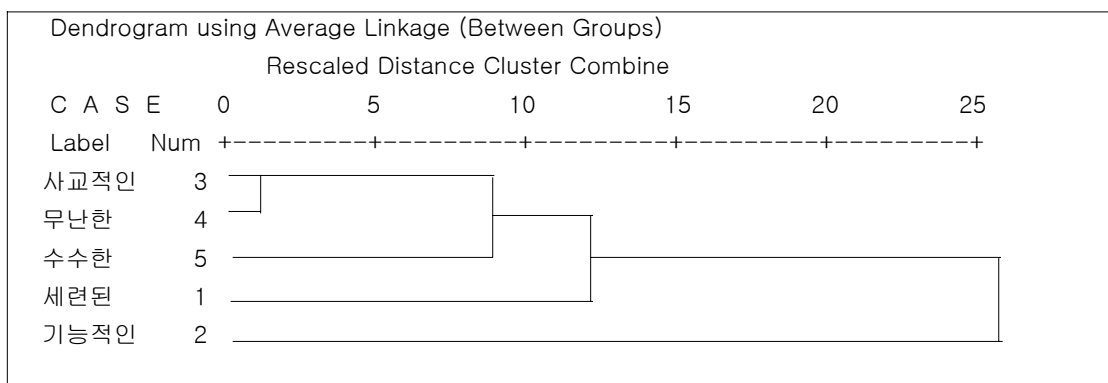 Dendrogram using Average Linkage (Between Groups)
Rescaled Distance Cluster Combine
C A S E 0 5 10 15 20 25
Label Num +---------+---------+---------+---------+---------+
사교적인 3
무난한 4
수수한 5
세련된 1
기능적인 2